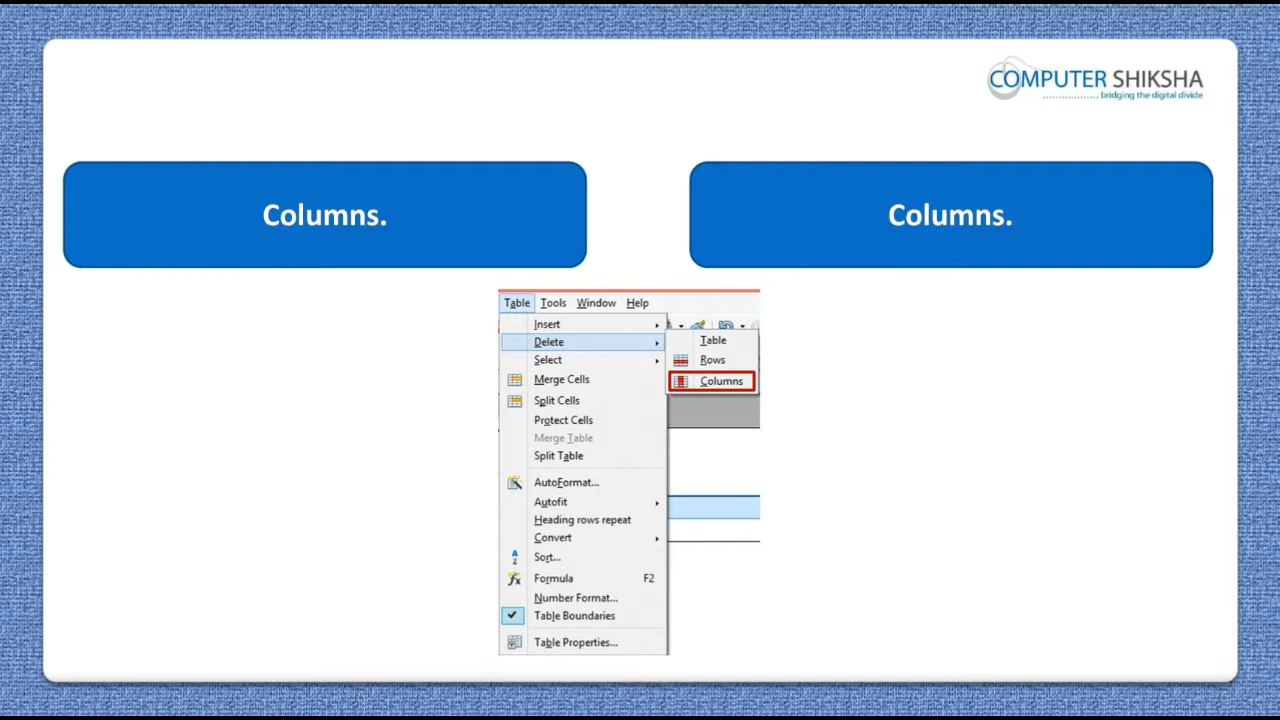 COMPUTER SHIKSHA
bridging the digital divide
Columns.
Columns.
Table Tools Window Help
Insert
Delete
Select
Merge Cells
Split Cells
Protect Cells
Merge Table
Split Table
AutoFormat...
Autofit
Heading rows repeat
Convert
Sort...
Formula F2
Number Format...
Table Boundaries
Table Properties...
Table
Rows
Columns